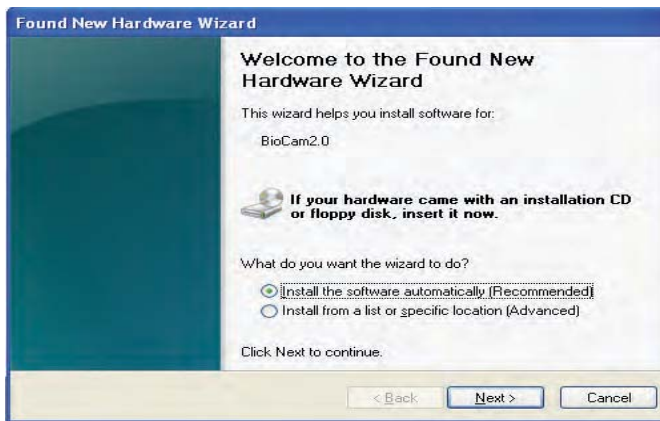 Found New Hardware Wizard
Welcome to the Found New
Hardware Wizard
This wizard helps you install software for:
BioCam2.0
If your hardware came with an installation CD
or floppy disk, insert it now.
What do you want the wizard to do?
Install the software automatically (Recommended)
Install from a list or specific location (Advanced)
Click Next to continue.
< Back
Next >
Cancel